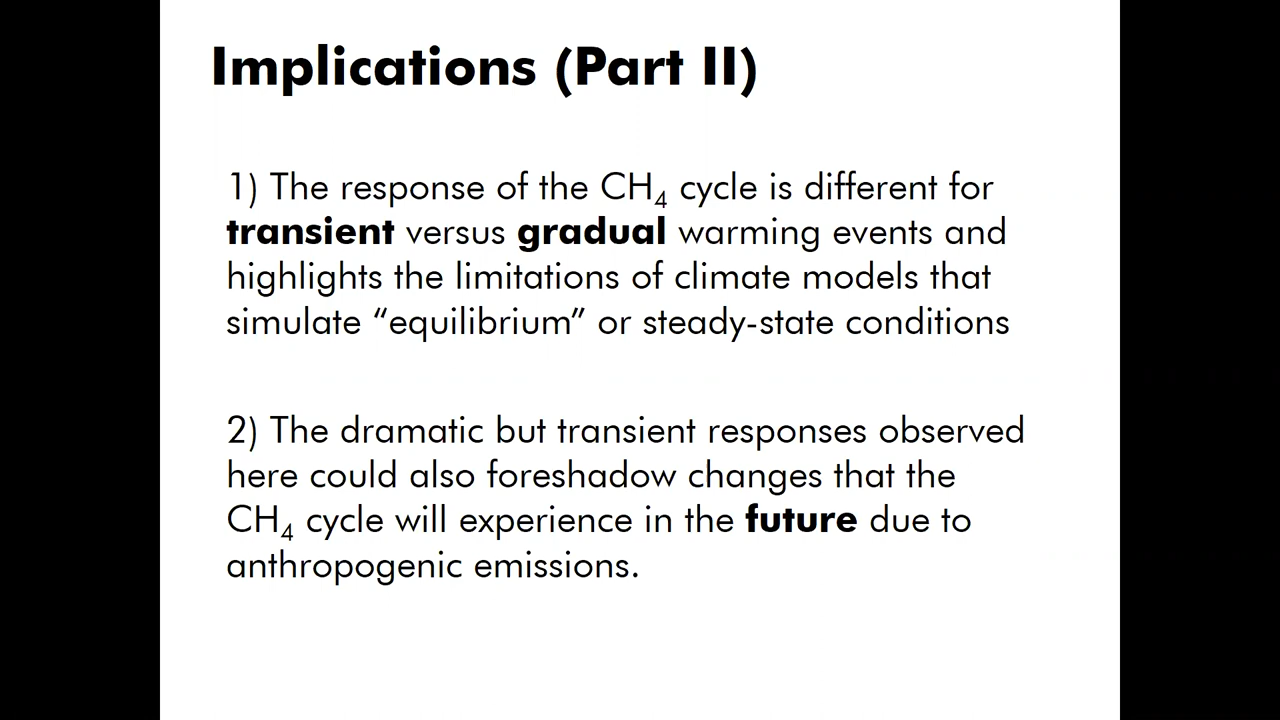 Implications (Part II)
1) The response of the CH₄ cycle is different for
transient versus gradual warming events and
highlights the limitations of climate models that
simulate “equilibrium” or steady-state conditions
2) The dramatic but transient responses observed
here could also foreshadow changes that the
CH₄ cycle will experience in the future due to
anthropogenic emissions.